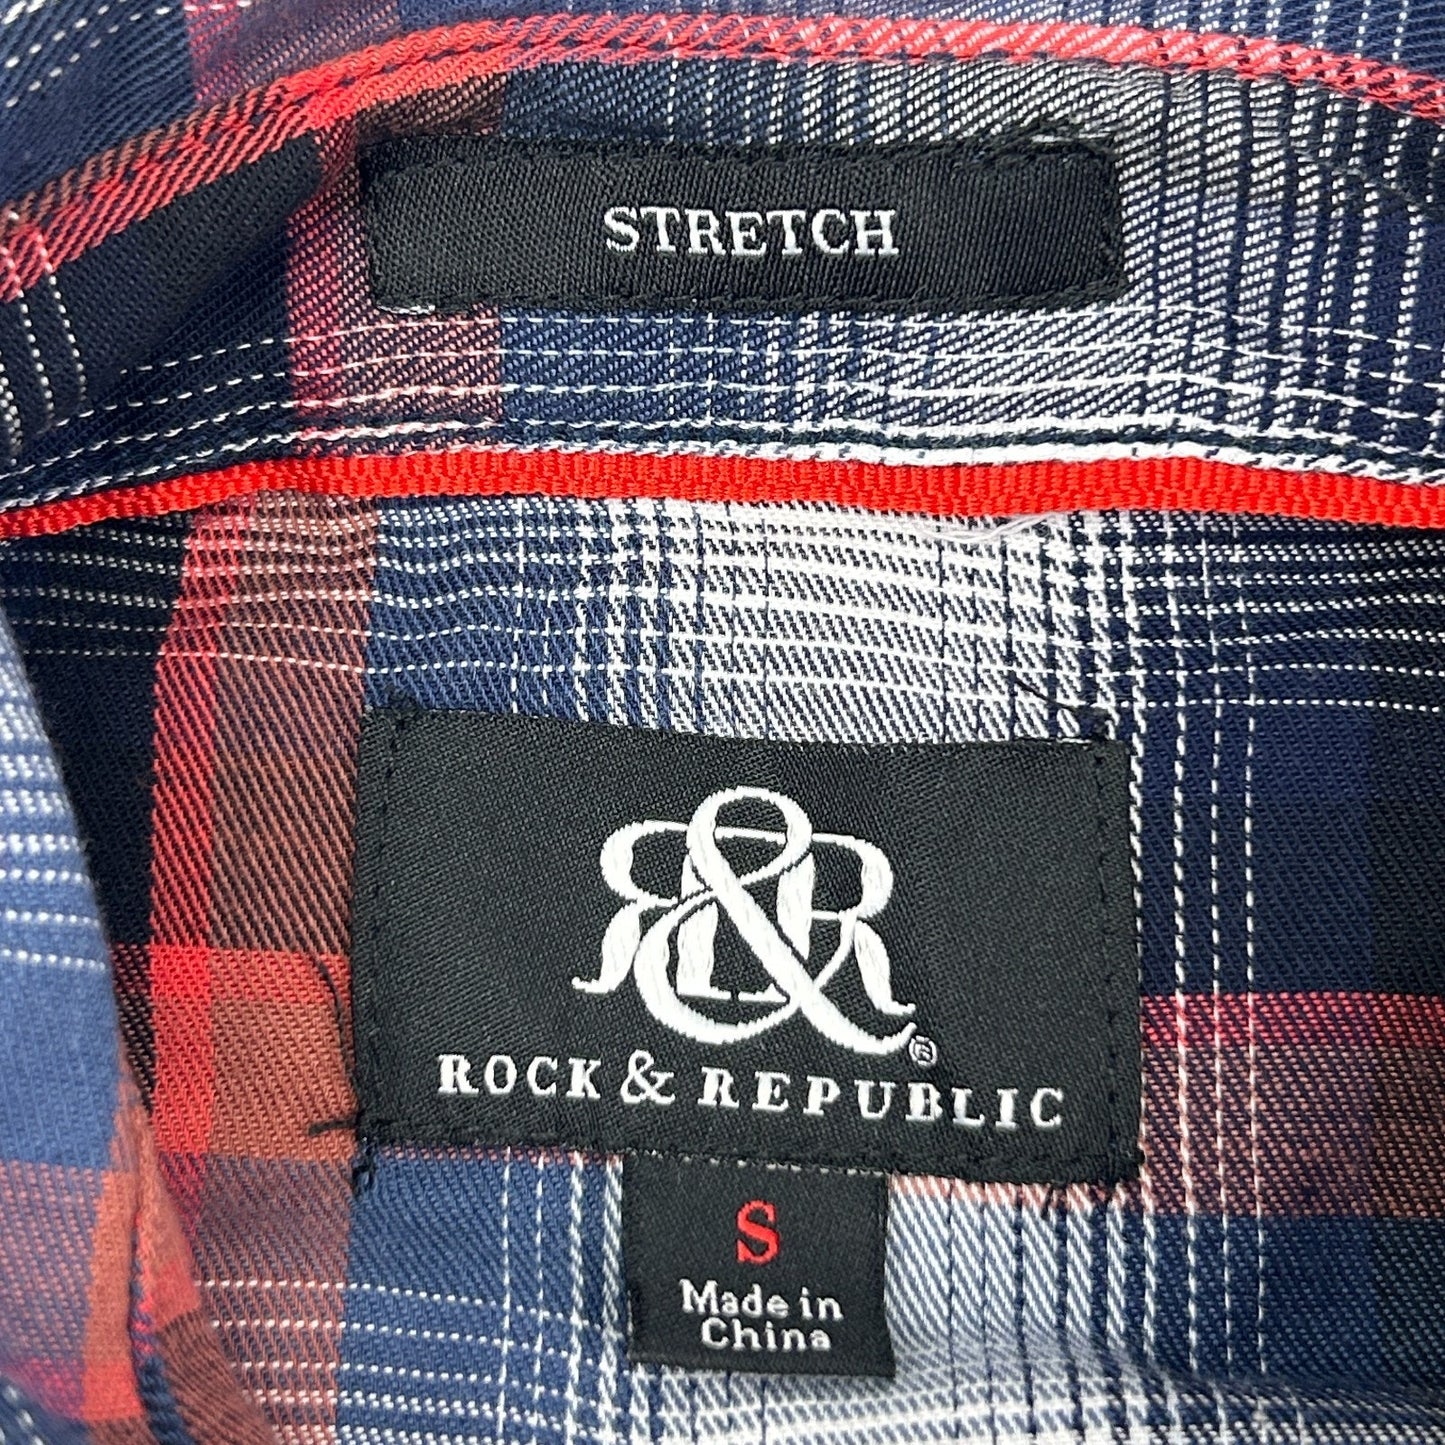 STRETCH
R&R®
ROCK & REPUBLIC
S
Made in
China